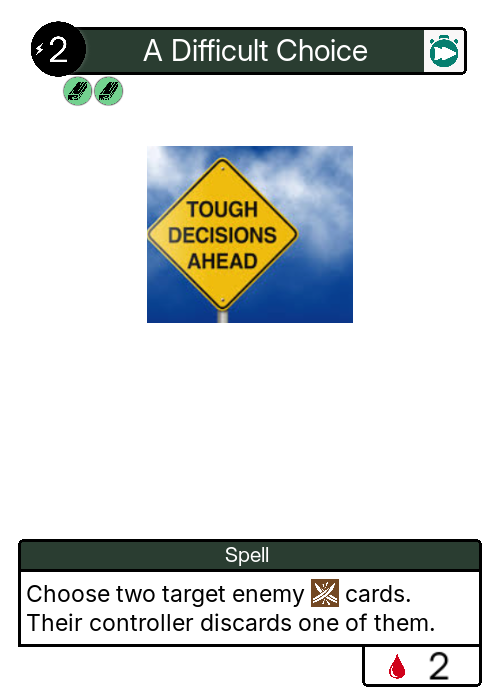 2
A Difficult Choice
TOUGH
DECISIONS
AHEAD
Spell
Choose two target enemy cards.
Their controller discards one of them.
2